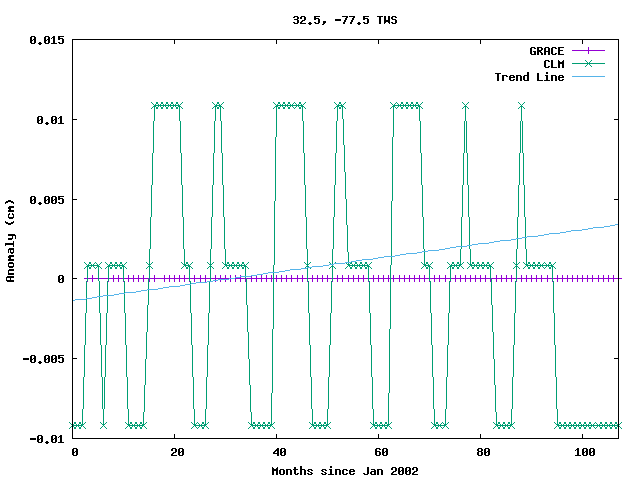 32.5, -77.5 TWS
GRACE
CLM
Trend Line
0.015
0.01
0.005
0
-0.005
-0.01
Anomaly (cm)
0 20 40 60 80 100
Months since Jan 2002